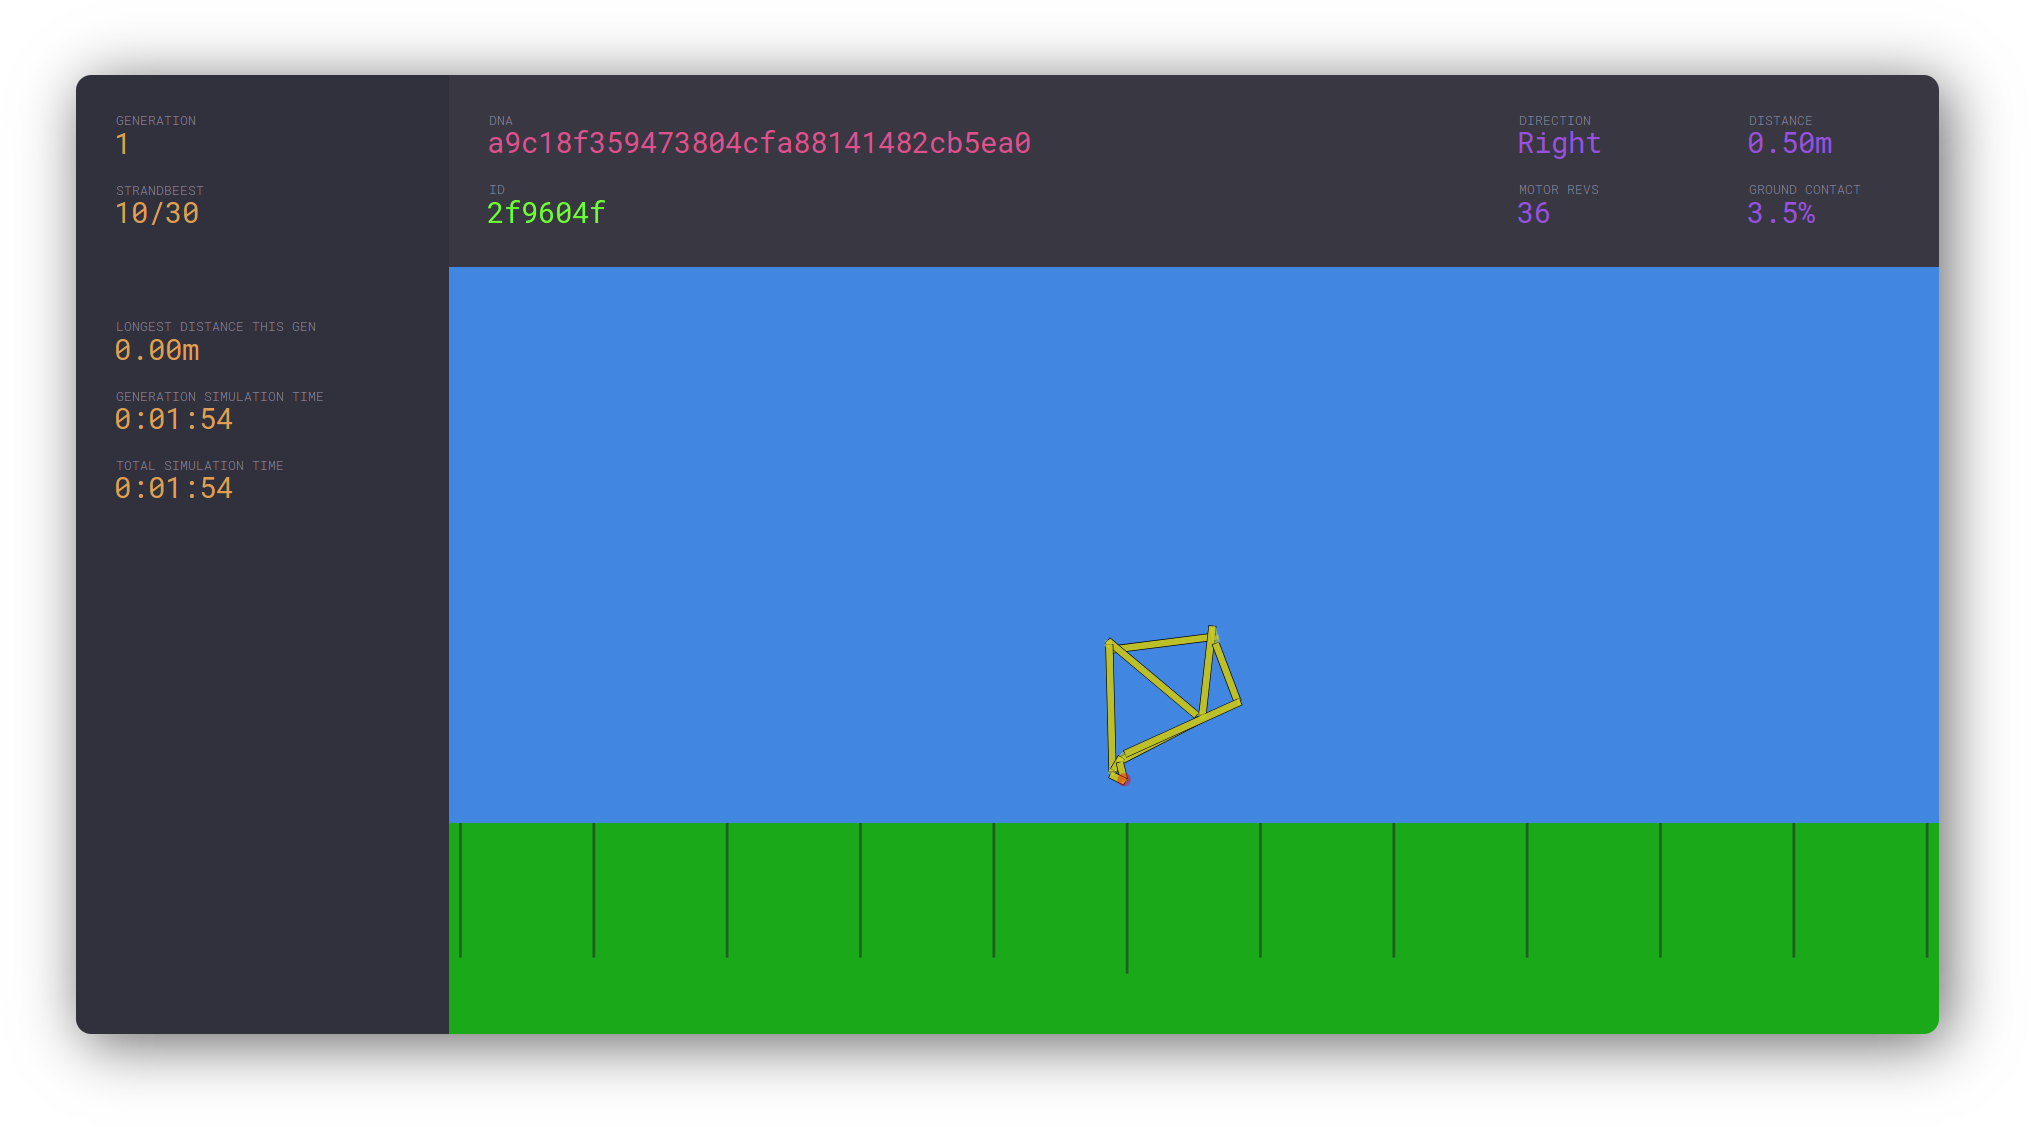 GENERATION
1
STRANDBEEST
10/30
LONGEST DISTANCE THIS GEN
0.00m
GENERATION SIMULATION TIME
0:01:54
TOTAL SIMULATION TIME
0:01:54
DNA
a9c18f359473804cfa88141482cb5ea0
ID
2f9604f
DIRECTION
Right
DISTANCE
0.50m
MOTOR REVS
36
GROUND CONTACT
3.5%